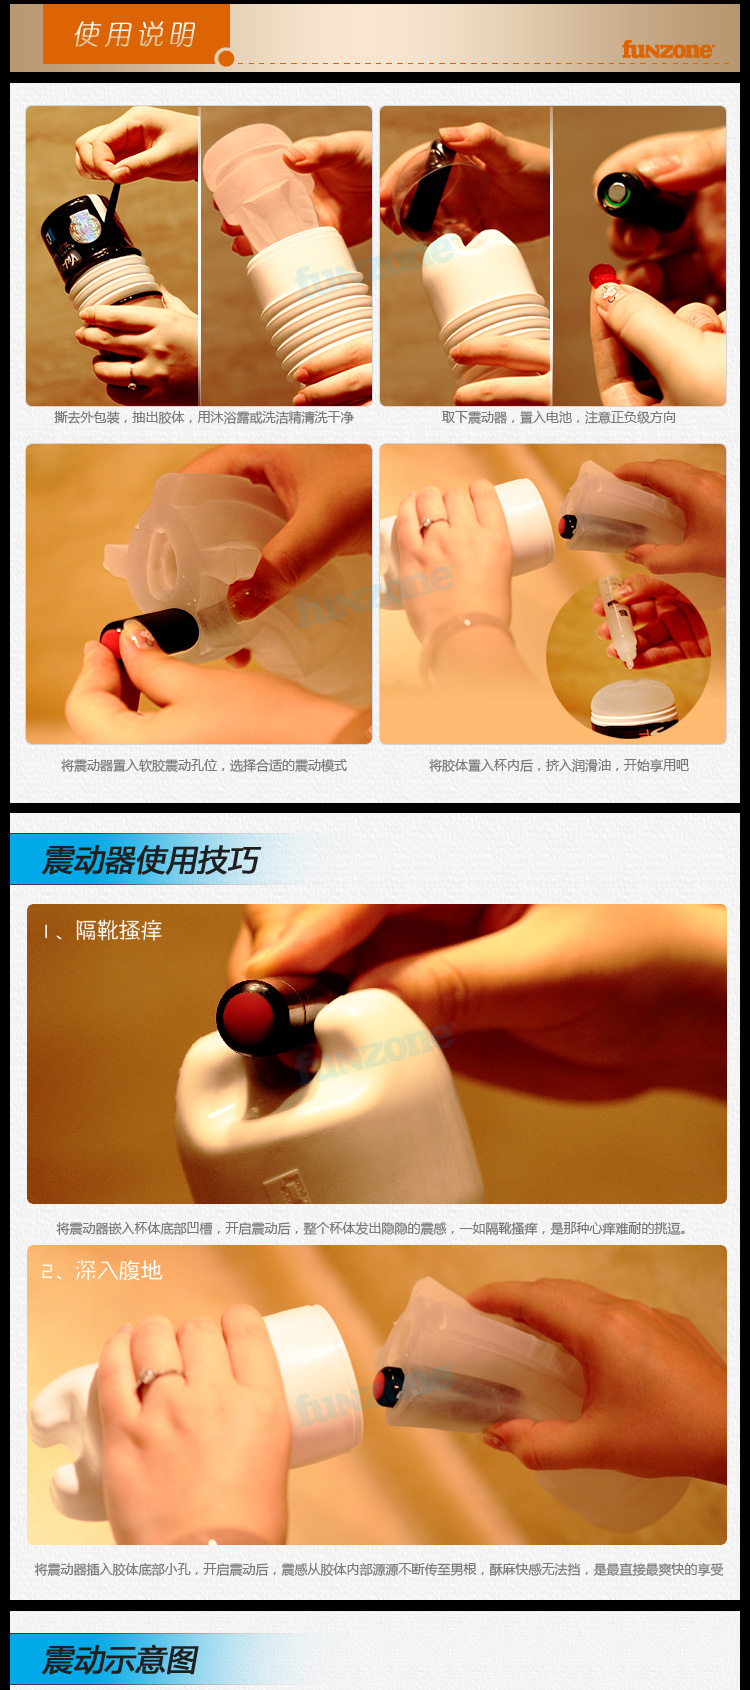 使用说明
funzone
撕去外包装，抽出胶体，用沐浴露或洗洁精清洗干净
取下震动器，置入电池，注意正负级方向
funzone
将震动器置入软胶震动孔位，选择合适的震动模式
将胶体置入杯内后，挤入润滑油，开始享用吧
funzone
震动器使用技巧
1、隔靴搔痒
funzone
将震动器嵌入杯体底部凹槽，开启震动后，整个杯体发出隐隐的震感，一如隔靴搔痒，是那种心痒难耐的挑逗。
2、深入腹地
funzone
将震动器插入胶体底部小孔，开启震动后，震感从胶体内部源源不断传至男根，酥麻快感无法挡，是最直接最爽快的享受
震动示意图